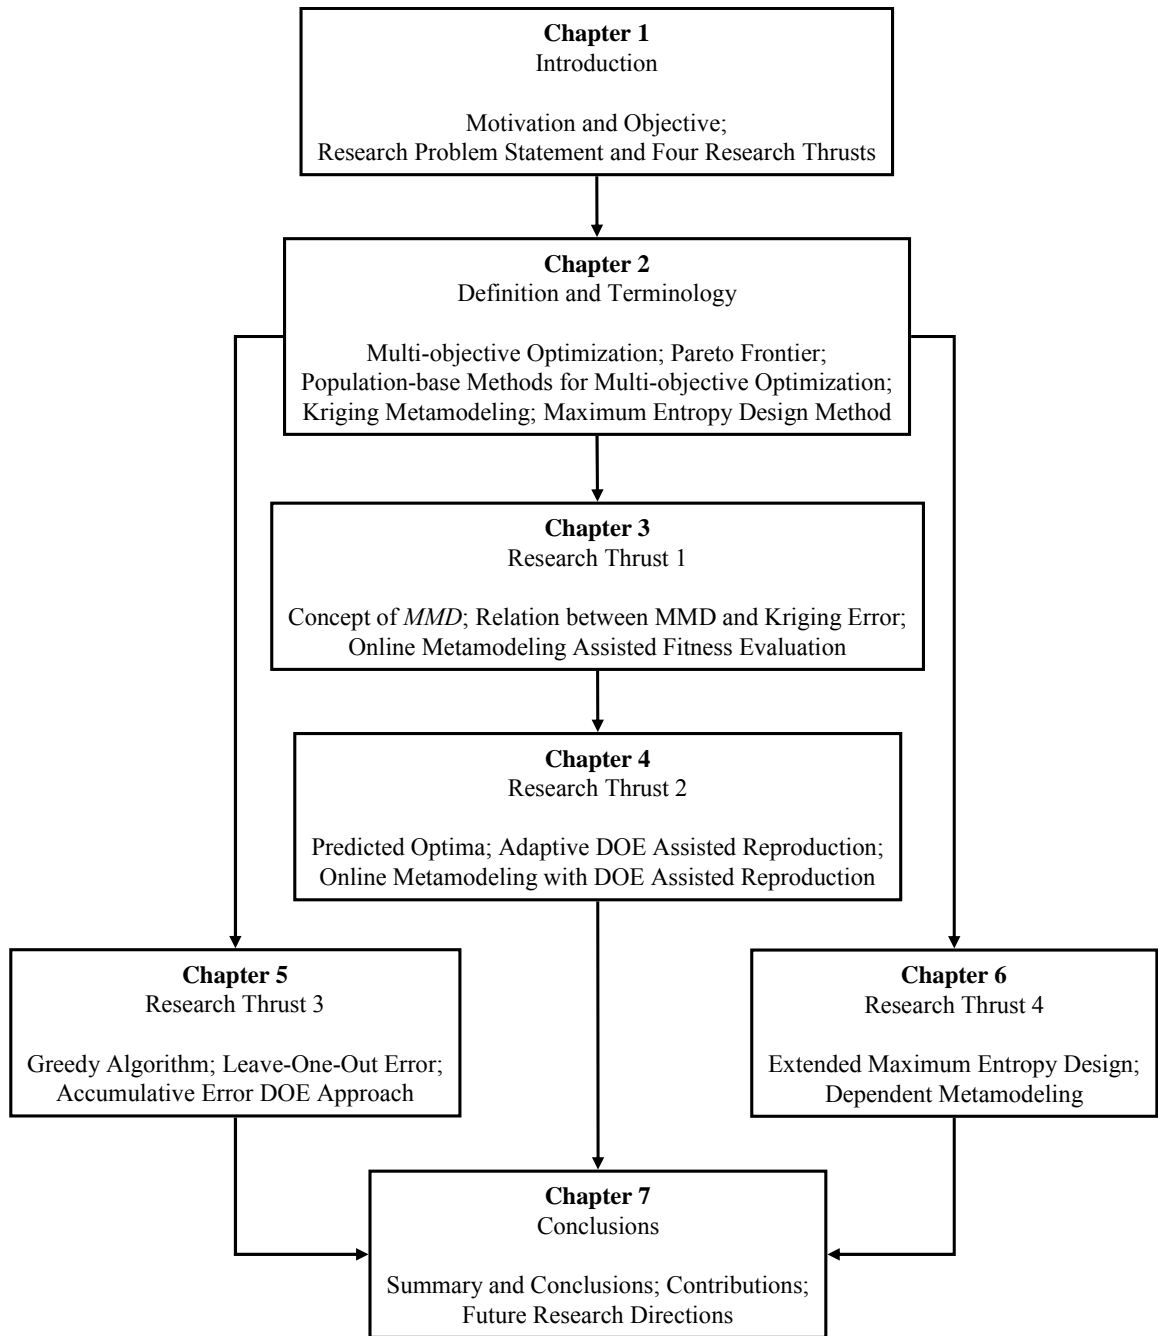 Chapter 1
Introduction
Motivation and Objective;
Research Problem Statement and Four Research Thrusts
Chapter 2
Definition and Terminology
Multi-objective Optimization; Pareto Frontier;
Population-base Methods for Multi-objective Optimization;
Kriging Metamodeling; Maximum Entropy Design Method
Chapter 3
Research Thrust 1
Concept of MMD; Relation between MMD and Kriging Error;
Online Metamodeling Assisted Fitness Evaluation
Chapter 4
Research Thrust 2
Predicted Optima; Adaptive DOE Assisted Reproduction;
Online Metamodeling with DOE Assisted Reproduction
Chapter 5
Research Thrust 3
Greedy Algorithm; Leave-One-Out Error;
Accumulative Error DOE Approach
Chapter 6
Research Thrust 4
Extended Maximum Entropy Design;
Dependent Metamodeling
Chapter 7
Conclusions
Summary and Conclusions; Contributions;
Future Research Directions